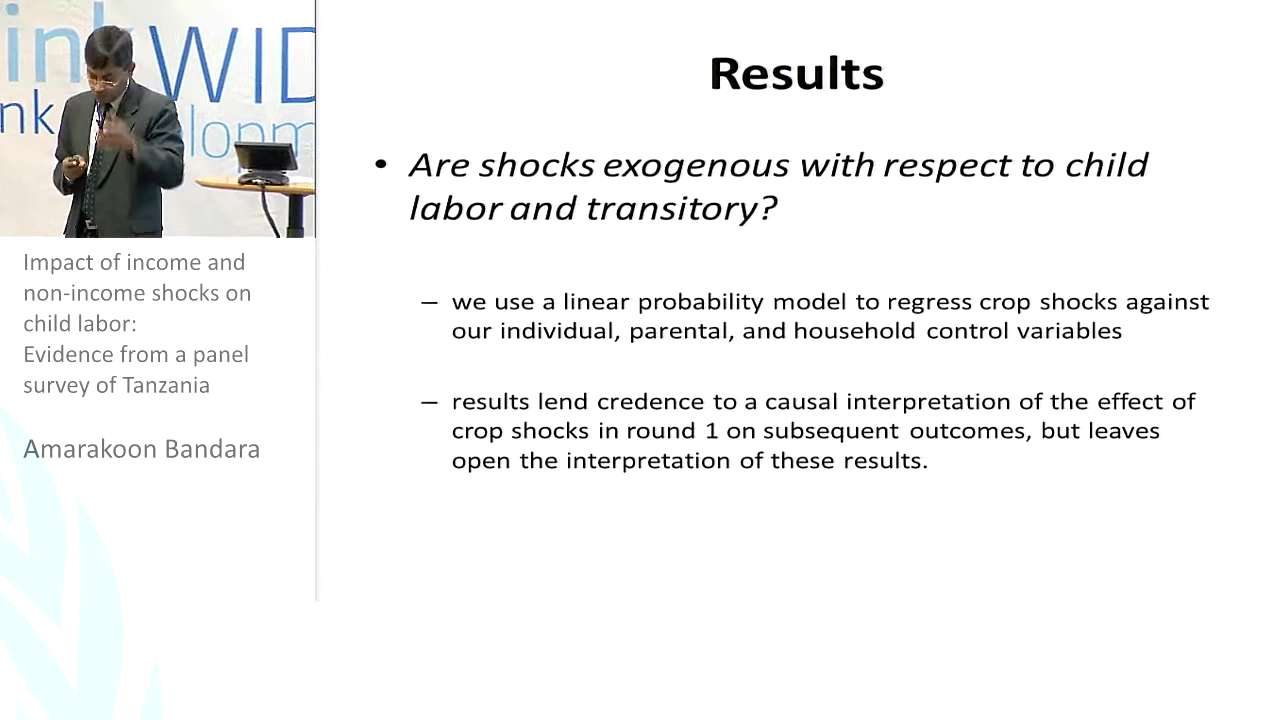 ink WID
nk lopm
Impact of income and
non-income shocks on
child labor:
Evidence from a panel
survey of Tanzania
Amarakoon Bandara
Results
• Are shocks exogenous with respect to child
labor and transitory?
– we use a linear probability model to regress crop shocks against
our individual, parental, and household control variables
– results lend credence to a causal interpretation of the effect of
crop shocks in round 1 on subsequent outcomes, but leaves
open the interpretation of these results.